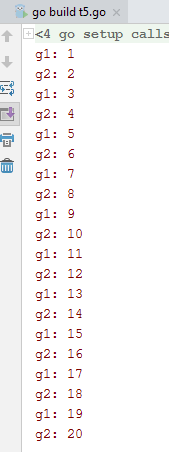 go build t5.go
<4 go setup calls
g1: 1
g2: 2
g1: 3
g2: 4
g1: 5
g2: 6
g1: 7
g2: 8
g1: 9
g2: 10
g1: 11
g2: 12
g1: 13
g2: 14
g1: 15
g2: 16
g1: 17
g2: 18
g1: 19
g2: 20